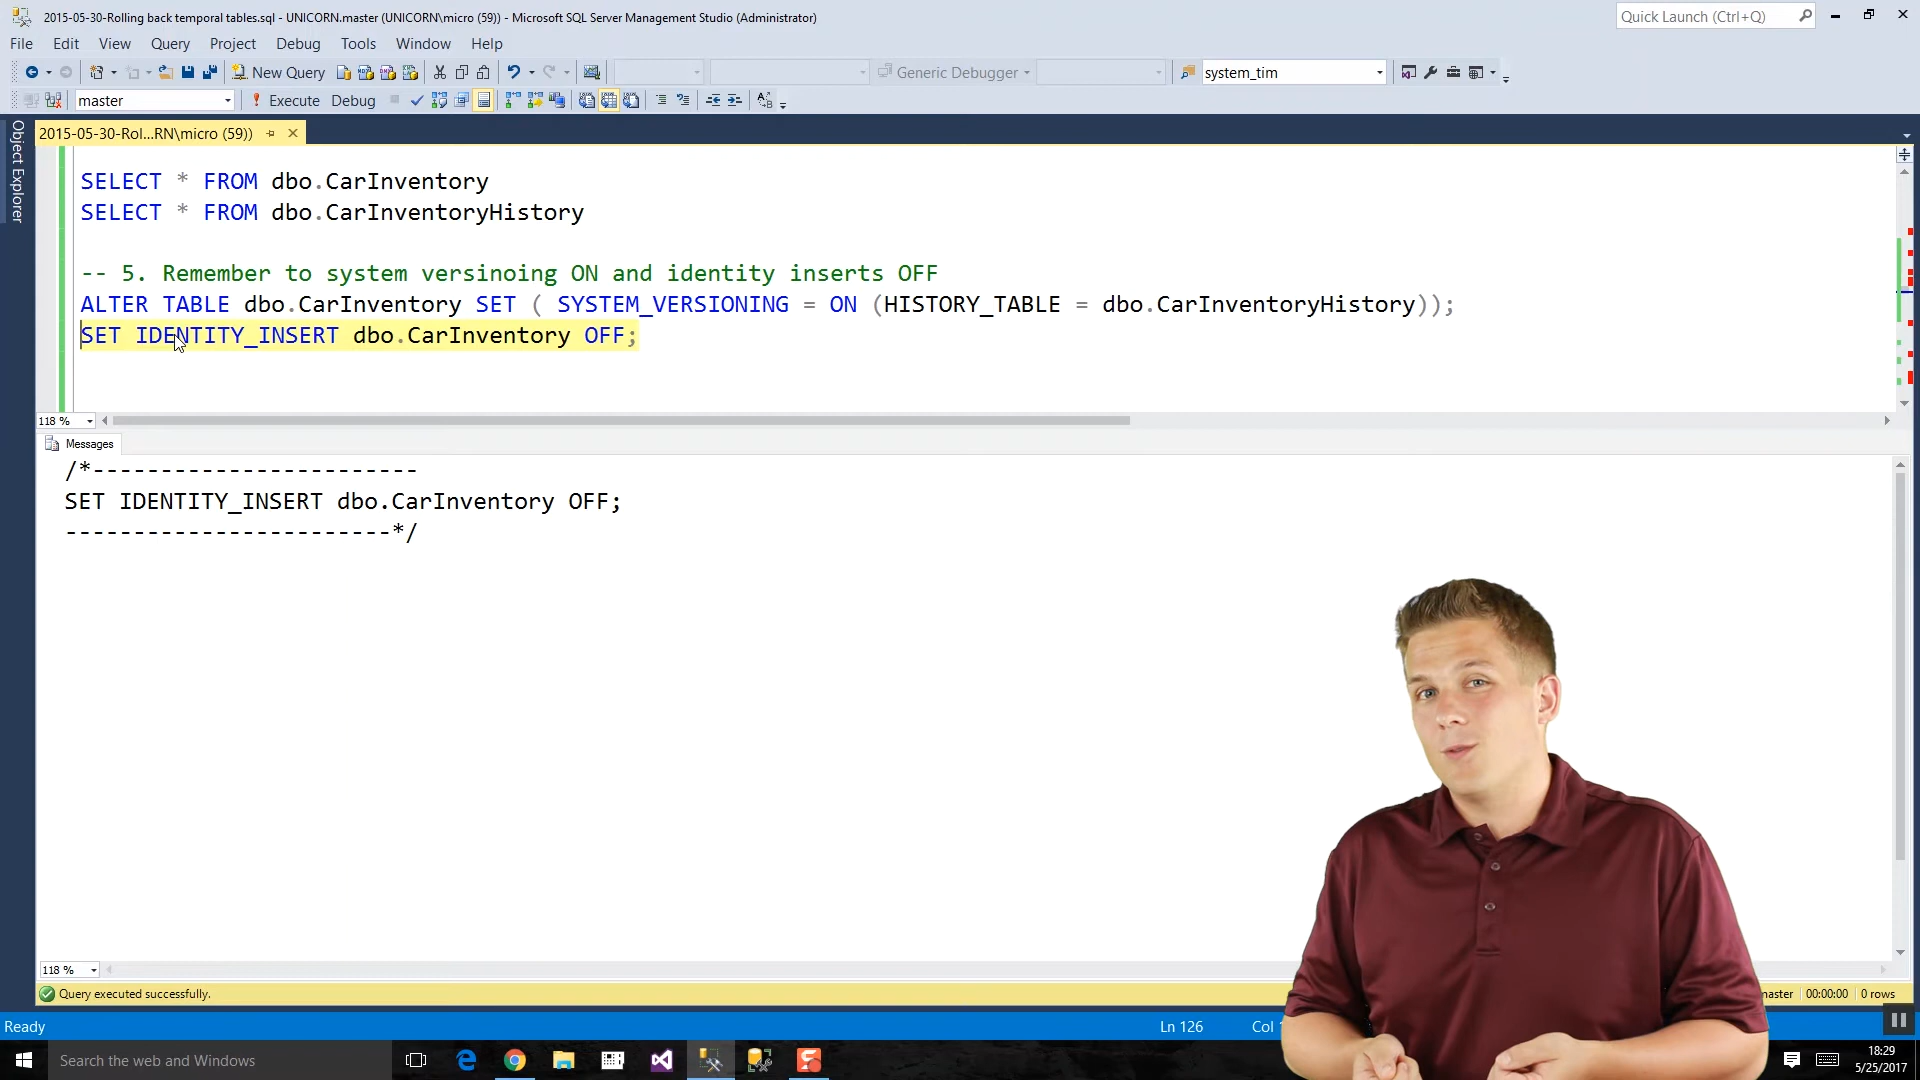 2015-05-30-Rolling back temporal tables.sql - UNICORN.master (UNICORN\micro (59)) - Microsoft SQL Server Management Studio (Administrator)
Quick Launch (Ctrl+Q)
File Edit View Query Project Debug Tools Window Help
New Query
Generic Debugger
system_tim
master
Execute Debug
Object Explorer
2015-05-30-Rol...RN\micro (59))
SELECT * FROM dbo.CarInventory
SELECT * FROM dbo.CarInventoryHistory
-- 5. Remember to system versinoing ON and identity inserts OFF
ALTER TABLE dbo.CarInventory SET ( SYSTEM_VERSIONING = ON (HISTORY_TABLE = dbo.CarInventoryHistory));
SET IDENTITY_INSERT dbo.CarInventory OFF;
118 %
Messages
/*------------------------
SET IDENTITY_INSERT dbo.CarInventory OFF;
------------------------*/
118 %
Query executed successfully.
master 00:00:00 0 rows
Ready
Ln 126
Col
Search the web and Windows
18:29
5/25/2017